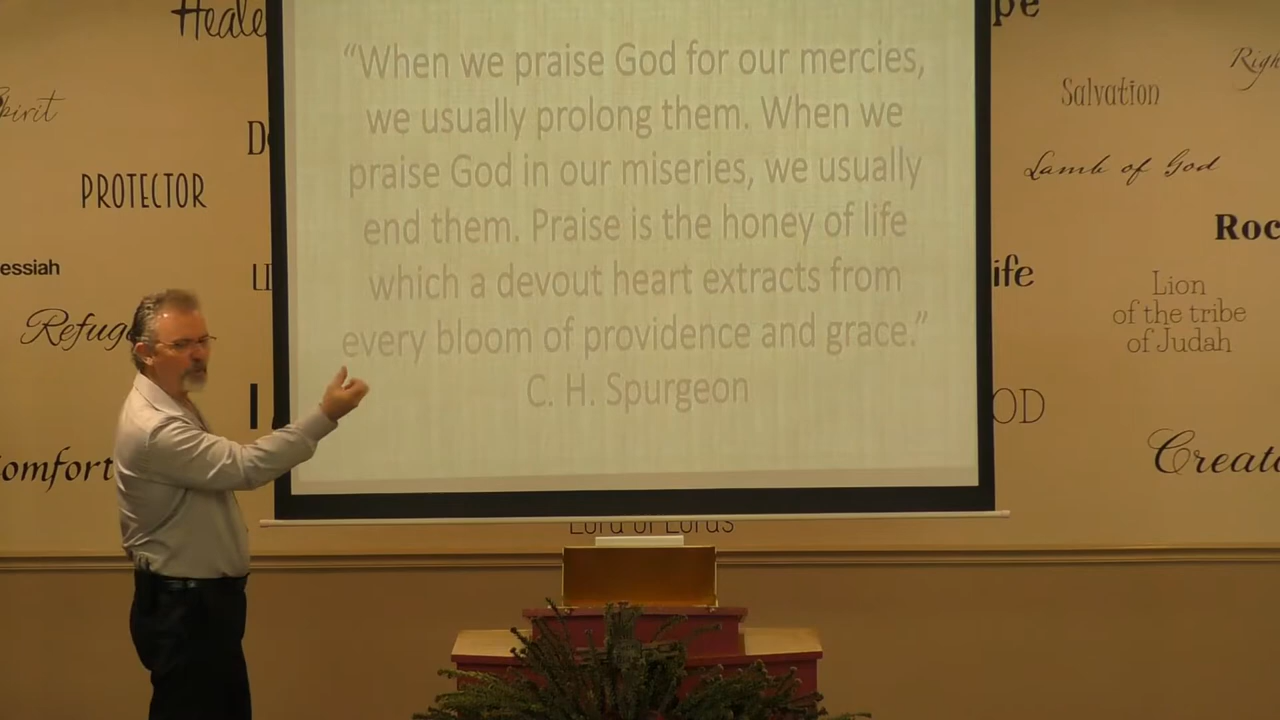 Heale
pe
“When we praise God for our mercies,
we usually prolong them. When we
praise God in our miseries, we usually
end them. Praise is the honey of life
which a devout heart extracts from
every bloom of providence and grace.”
C. H. Spurgeon
pirit
PROTECTOR
essiah
Refuge
omfort
Righ
Salvation
Lamb of God
Roc
ife
Lion
of the tribe
of Judah
OD
Creato
Lord of Lords